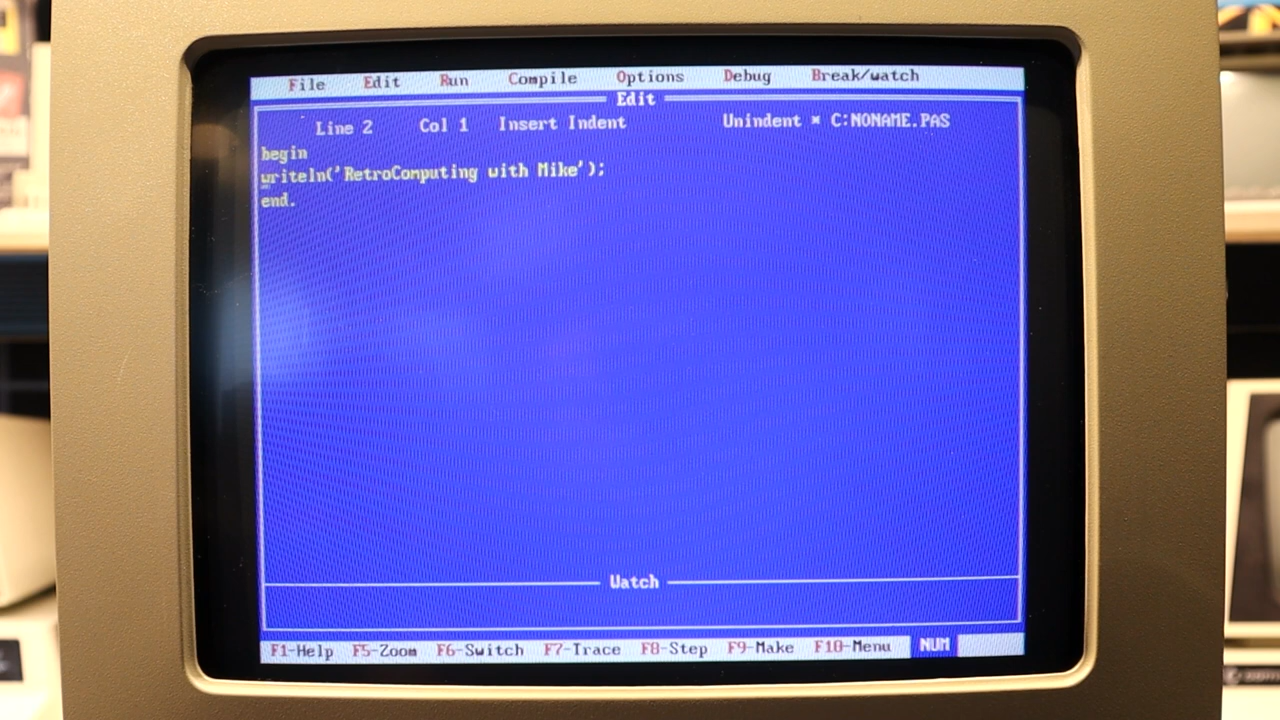 File Edit Run Compile Options Debug Break/watch
Edit
Line 2 Col 1 Insert Indent Unindent * C:NONAME.PAS
begin
writeln('RetroComputing with Mike');
end.
Watch
F1-Help F5-Zoom F6-Switch F7-Trace F8-Step F9-Make F10-Menu NUM